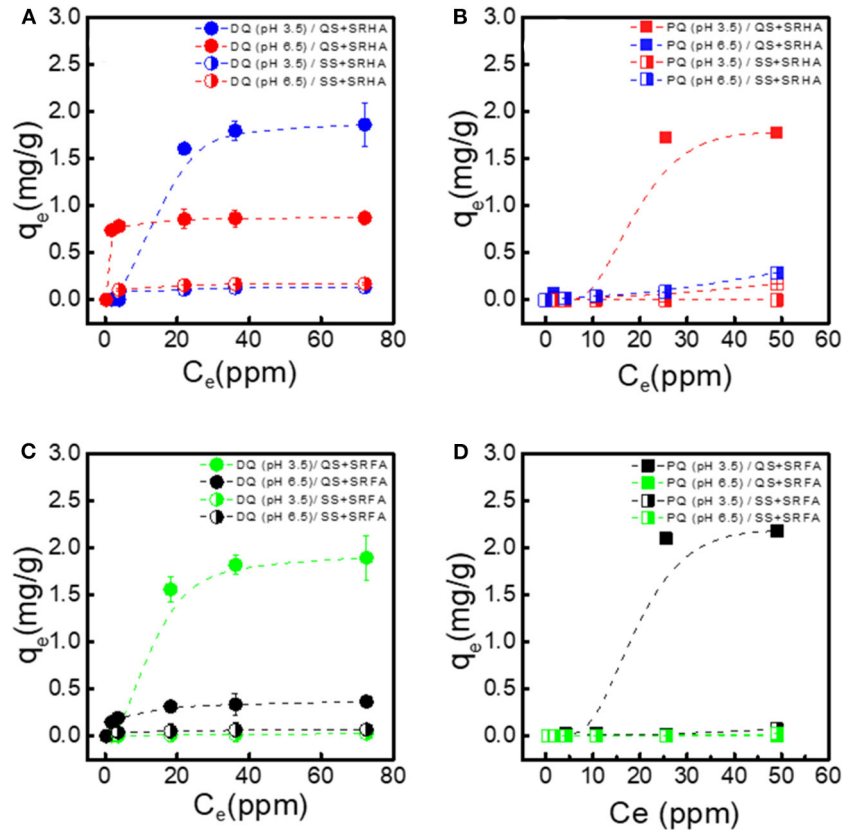 A
DQ (pH 3.5) / QS+SRHA
DQ (pH 6.5) / QS+SRHA
DQ (pH 3.5) / SS+SRHA
DQ (pH 6.5) / SS+SRHA
3.0
2.5
2.0
1.5
1.0
0.5
0.0
qe(mg/g)
0 20 40 60 80
Ce(ppm)
B
PQ (pH 3.5) / QS+SRHA
PQ (pH 6.5) / QS+SRHA
PQ (pH 3.5) / SS+SRHA
PQ (pH 6.5) / SS+SRHA
3.0
2.5
2.0
1.5
1.0
0.5
0.0
qe(mg/g)
0 10 20 30 40 50 60
Ce(ppm)
C
DQ (pH 3.5)/ QS+SRFA
DQ (pH 6.5)/ QS+SRFA
DQ (pH 3.5)/ SS+SRFA
DQ (pH 6.5)/ SS+SRFA
3.0
2.5
2.0
1.5
1.0
0.5
0.0
qe(mg/g)
0 20 40 60 80
Ce(ppm)
D
PQ (pH 3.5) / QS+SRFA
PQ (pH 6.5) / QS+SRFA
PQ (pH 3.5) / SS+SRFA
PQ (pH 6.5) / SS+SRFA
3.0
2.5
2.0
1.5
1.0
0.5
0.0
qe(mg/g)
0 10 20 30 40 50 60
Ce (ppm)